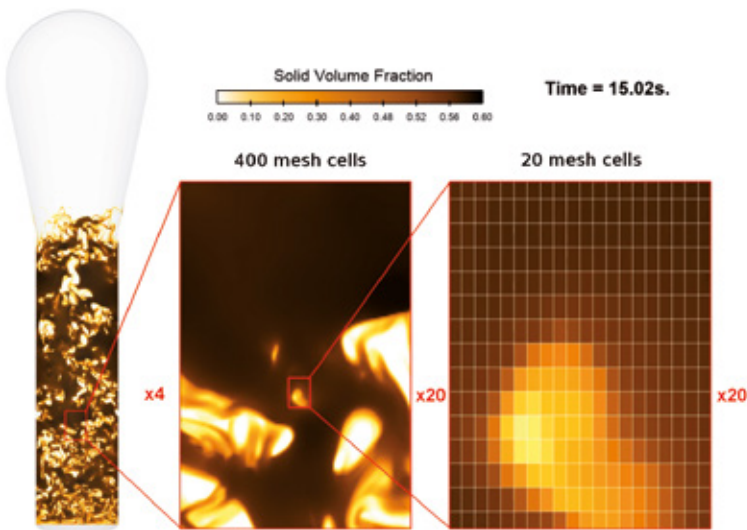 Solid Volume Fraction
Time = 15.02s.
0.00 0.10 0.20 0.30 0.40 0.48 0.52 0.56 0.60
400 mesh cells
20 mesh cells
x4
x20
x20